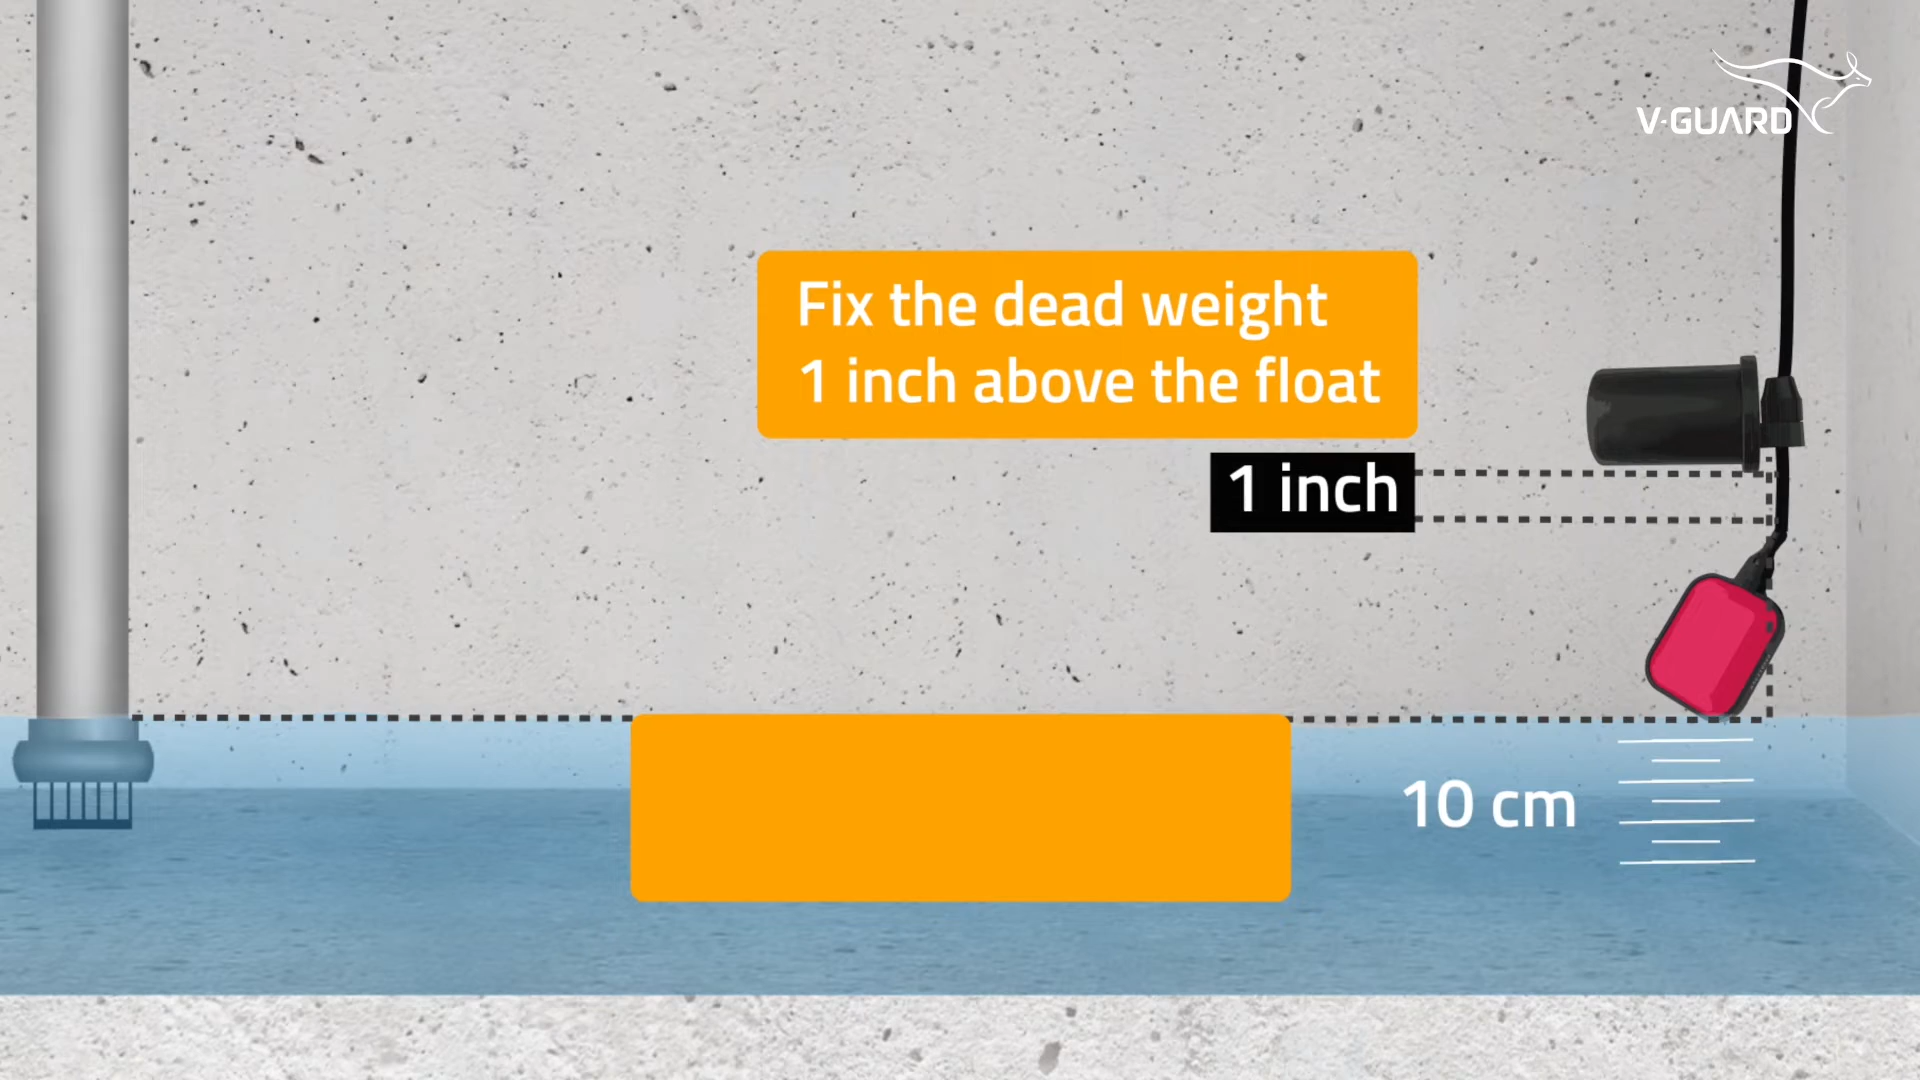 V-GUARD
Fix the dead weight
1 inch above the float
1 inch
10 cm